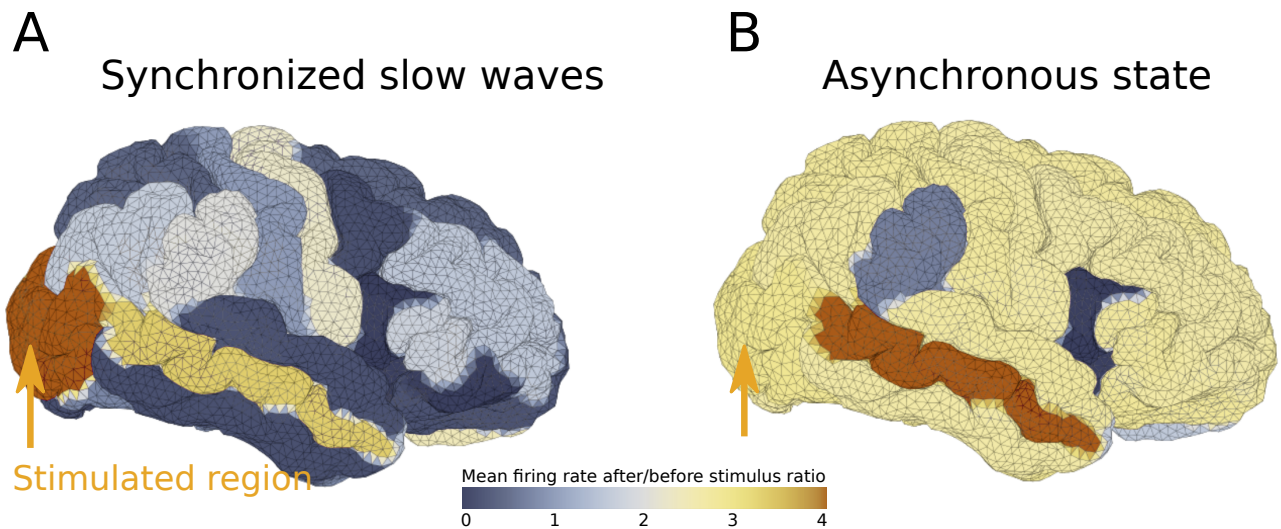 A
Synchronized slow waves
B
Asynchronous state
Stimulated region
Mean firing rate after/before stimulus ratio
0 1 2 3 4